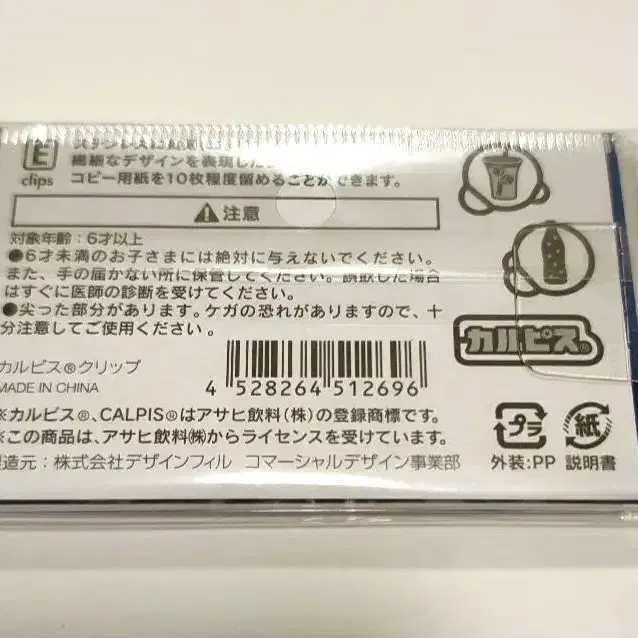 E
clips
繊細なデザインを表現した
コピー用紙を10枚程度留めることができます。
⚠注意
対象年齢:6才以上
●6才未満のお子さまには絶対に与えないでください。
また、手の届かない所に保管してください。誤飲した場合
はすぐに医師の診断を受けてください。
●尖った部分があります。ケガの恐れがありますので、十
分注意してご使用ください。
カルピス®
カルピス®クリップ
MADE IN CHINA
4 528264 512696
※カルピス®、CALPIS®はアサヒ飲料(株)の登録商標です。
※この商品は、アサヒ飲料㈱からライセンスを受けています。
製造元:株式会社デザインフィル コマーシャルデザイン事業部
プラ
外装:PP
紙
説明書